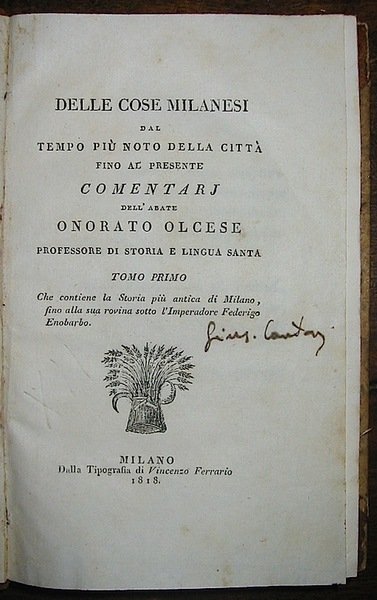 DELLE COSE MILANESI
DAL
TEMPO PIÙ NOTO DELLA CITTÀ
FINO AL PRESENTE
COMENTARJ
DELL'ABATE
ONORATO OLCESE
PROFESSORE DI STORIA E LINGUA SANTA
TOMO PRIMO
Che contiene la Storia più antica di Milano,
fino alla sua rovina sotto l'Imperadore Federigo
Enobarbo.
MILANO
Dalla Tipografia di Vincenzo Ferrario
1818.